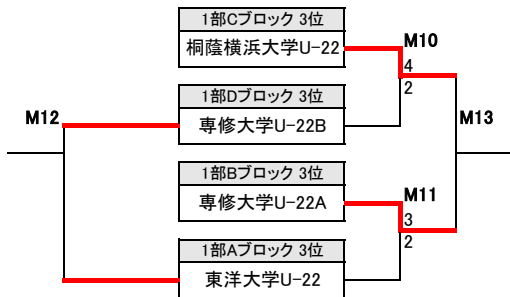 1部Cブロック 3位
桐蔭横浜大学U-22
M10
4
2
1部Dブロック 3位
専修大学U-22B
M12
M13
1部Bブロック 3位
専修大学U-22A
M11
3
2
1部Aブロック 3位
東洋大学U-22